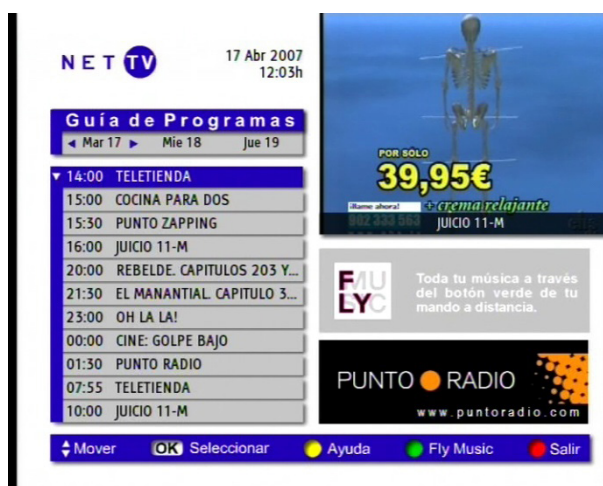 NET TV
17 Abr 2007
12:03h
Guía de Programas
Mar 17 Mie 18 Jue 19
14:00 TELETIENDA
15:00 COCINA PARA DOS
15:30 PUNTO ZAPPING
16:00 JUICIO 11-M
20:00 REBELDE. CAPITULOS 203 Y...
21:30 EL MANANTIAL. CAPITULO 3...
23:00 OH LA LA!
00:00 CINE: GOLPE BAJO
01:30 PUNTO RADIO
07:55 TELETIENDA
10:00 JUICIO 11-M
POR SÓLO
39,95€
¡llame ahora! + crema relajante
902 333 563
JUICIO 11-M
FLY MUSIC
Toda tu música a través
del botón verde de tu
mando a distancia.
PUNTO RADIO
www.puntoradio.com
Mover OK Seleccionar Ayuda Fly Music Salir